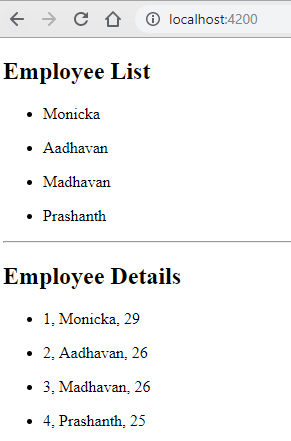 localhost:4200
Employee List
Monicka
Aadhavan
Madhavan
Prashanth
Employee Details
1, Monicka, 29
2, Aadhavan, 26
3, Madhavan, 26
4, Prashanth, 25